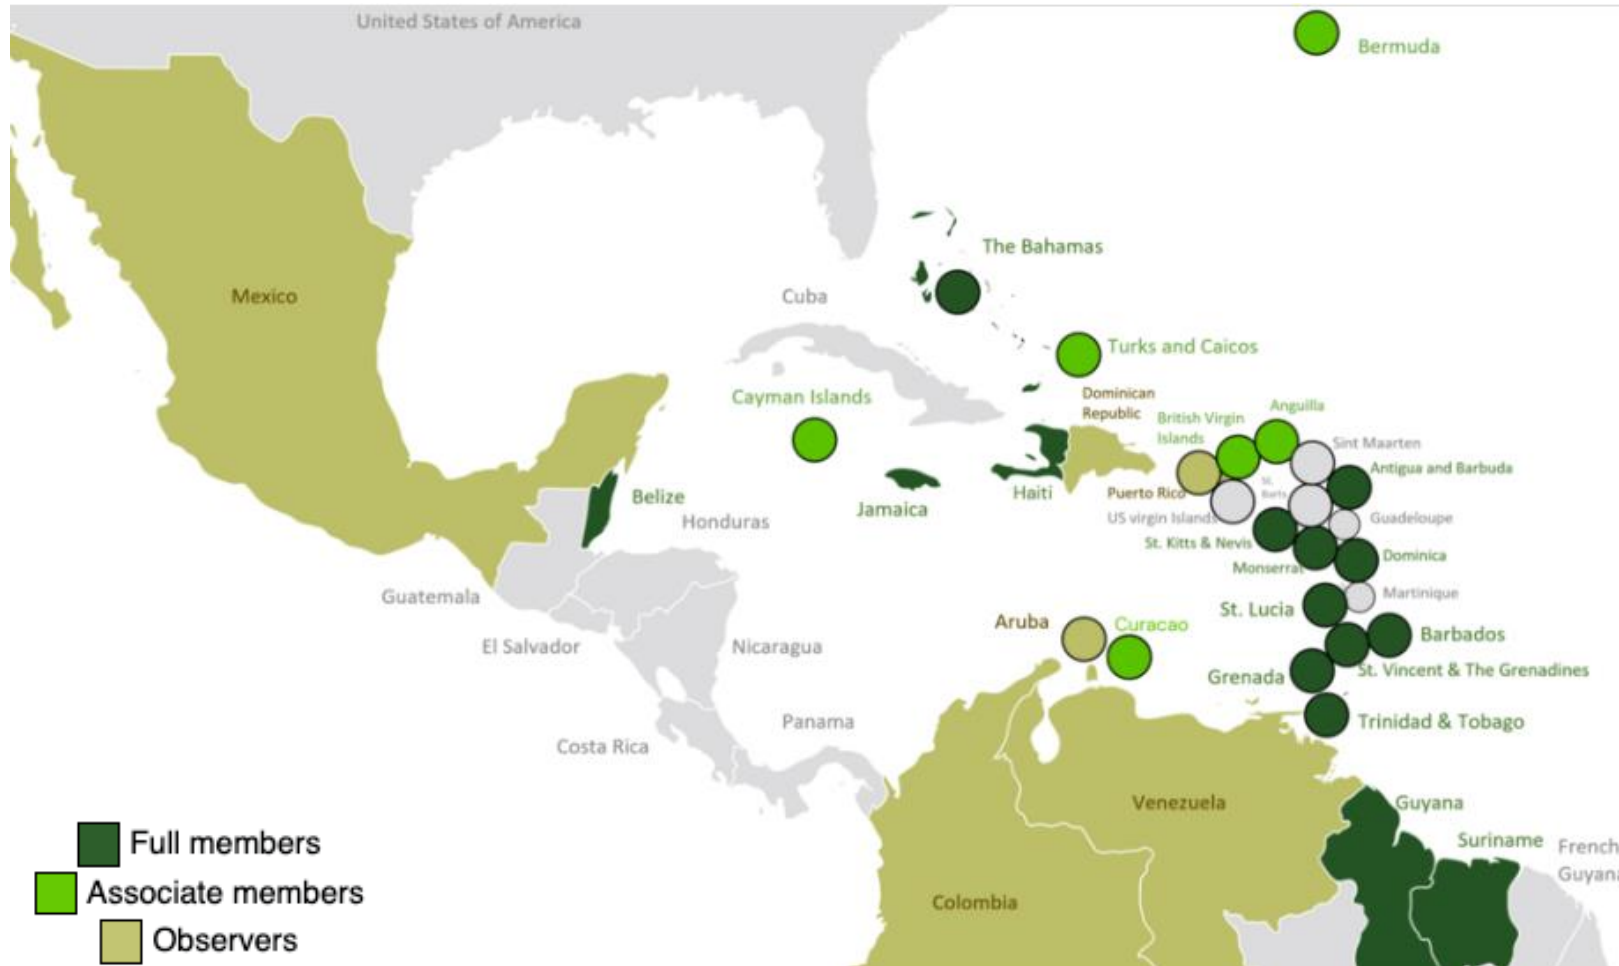 United States of America
Bermuda
The Bahamas
Mexico
Cuba
Turks and Caicos
Cayman Islands
Dominican
Republic
British Virgin
Islands
Anguilla
Sint Maarten
Antigua and Barbuda
Haiti
Puerto Rico
St.
Barts
Belize
Jamaica
Honduras
US virgin Islands
Guadeloupe
St. Kitts & Nevis
Dominica
Monserrat
Guatemala
Martinique
St. Lucia
Aruba
Curacao
Barbados
El Salvador
Nicaragua
St. Vincent & The Grenadines
Grenada
Panama
Trinidad & Tobago
Costa Rica
Venezuela
Guyana
Suriname
French
Guyana
Colombia
Full members
Associate members
Observers